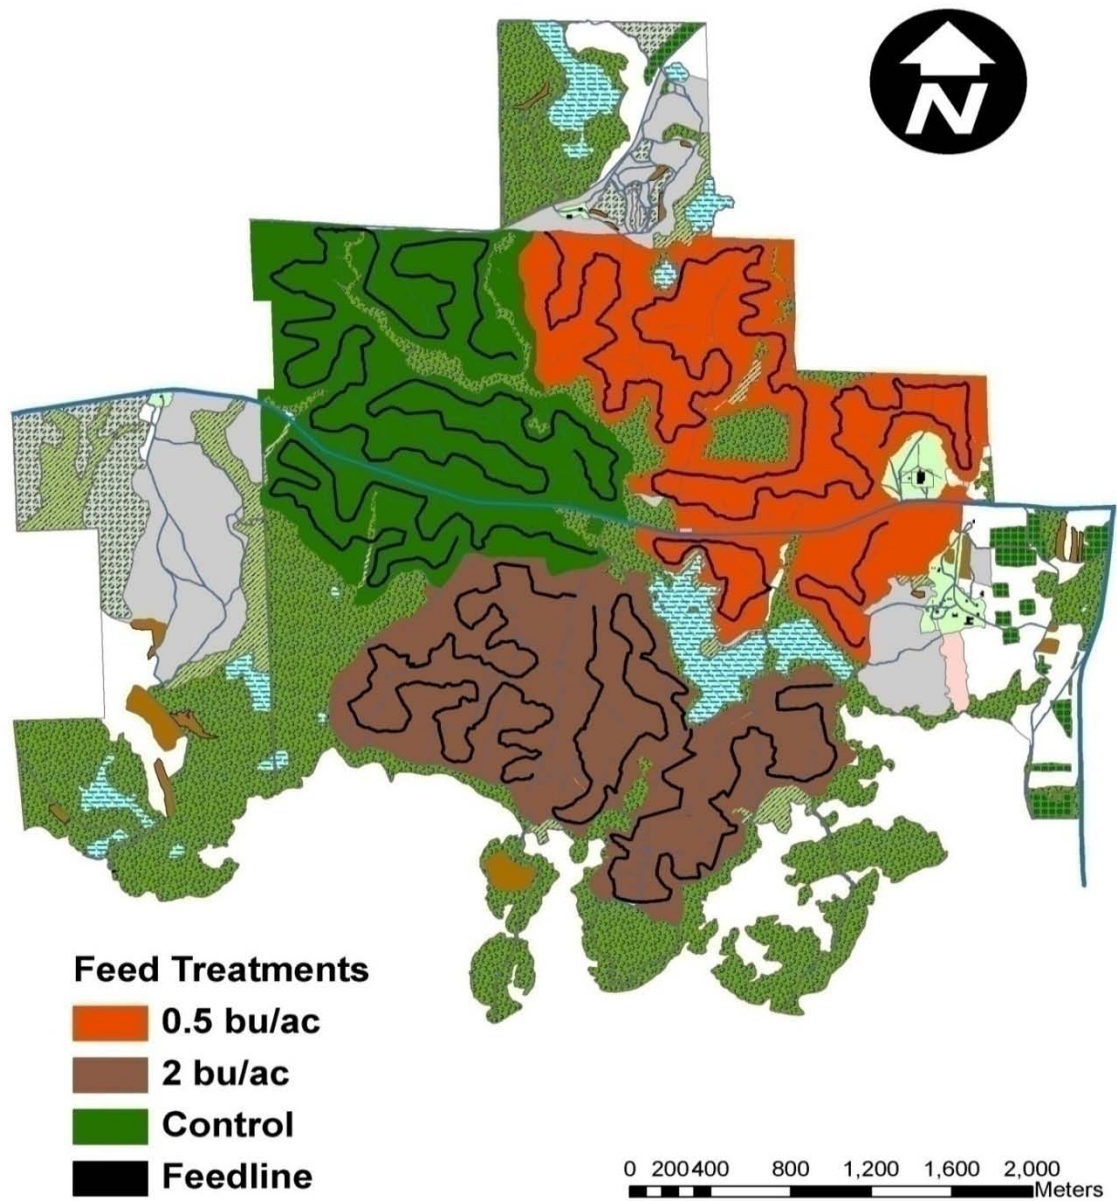 N
Feed Treatments
0.5 bu/ac
2 bu/ac
Control
Feedline
0 200 400 800 1,200 1,600 2,000
Meters